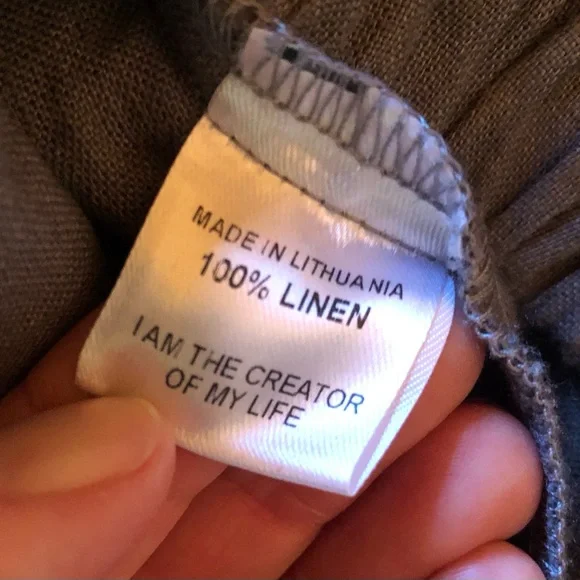 MADE IN LITHUANIA
100% LINEN
I AM THE CREATOR
OF MY LIFE